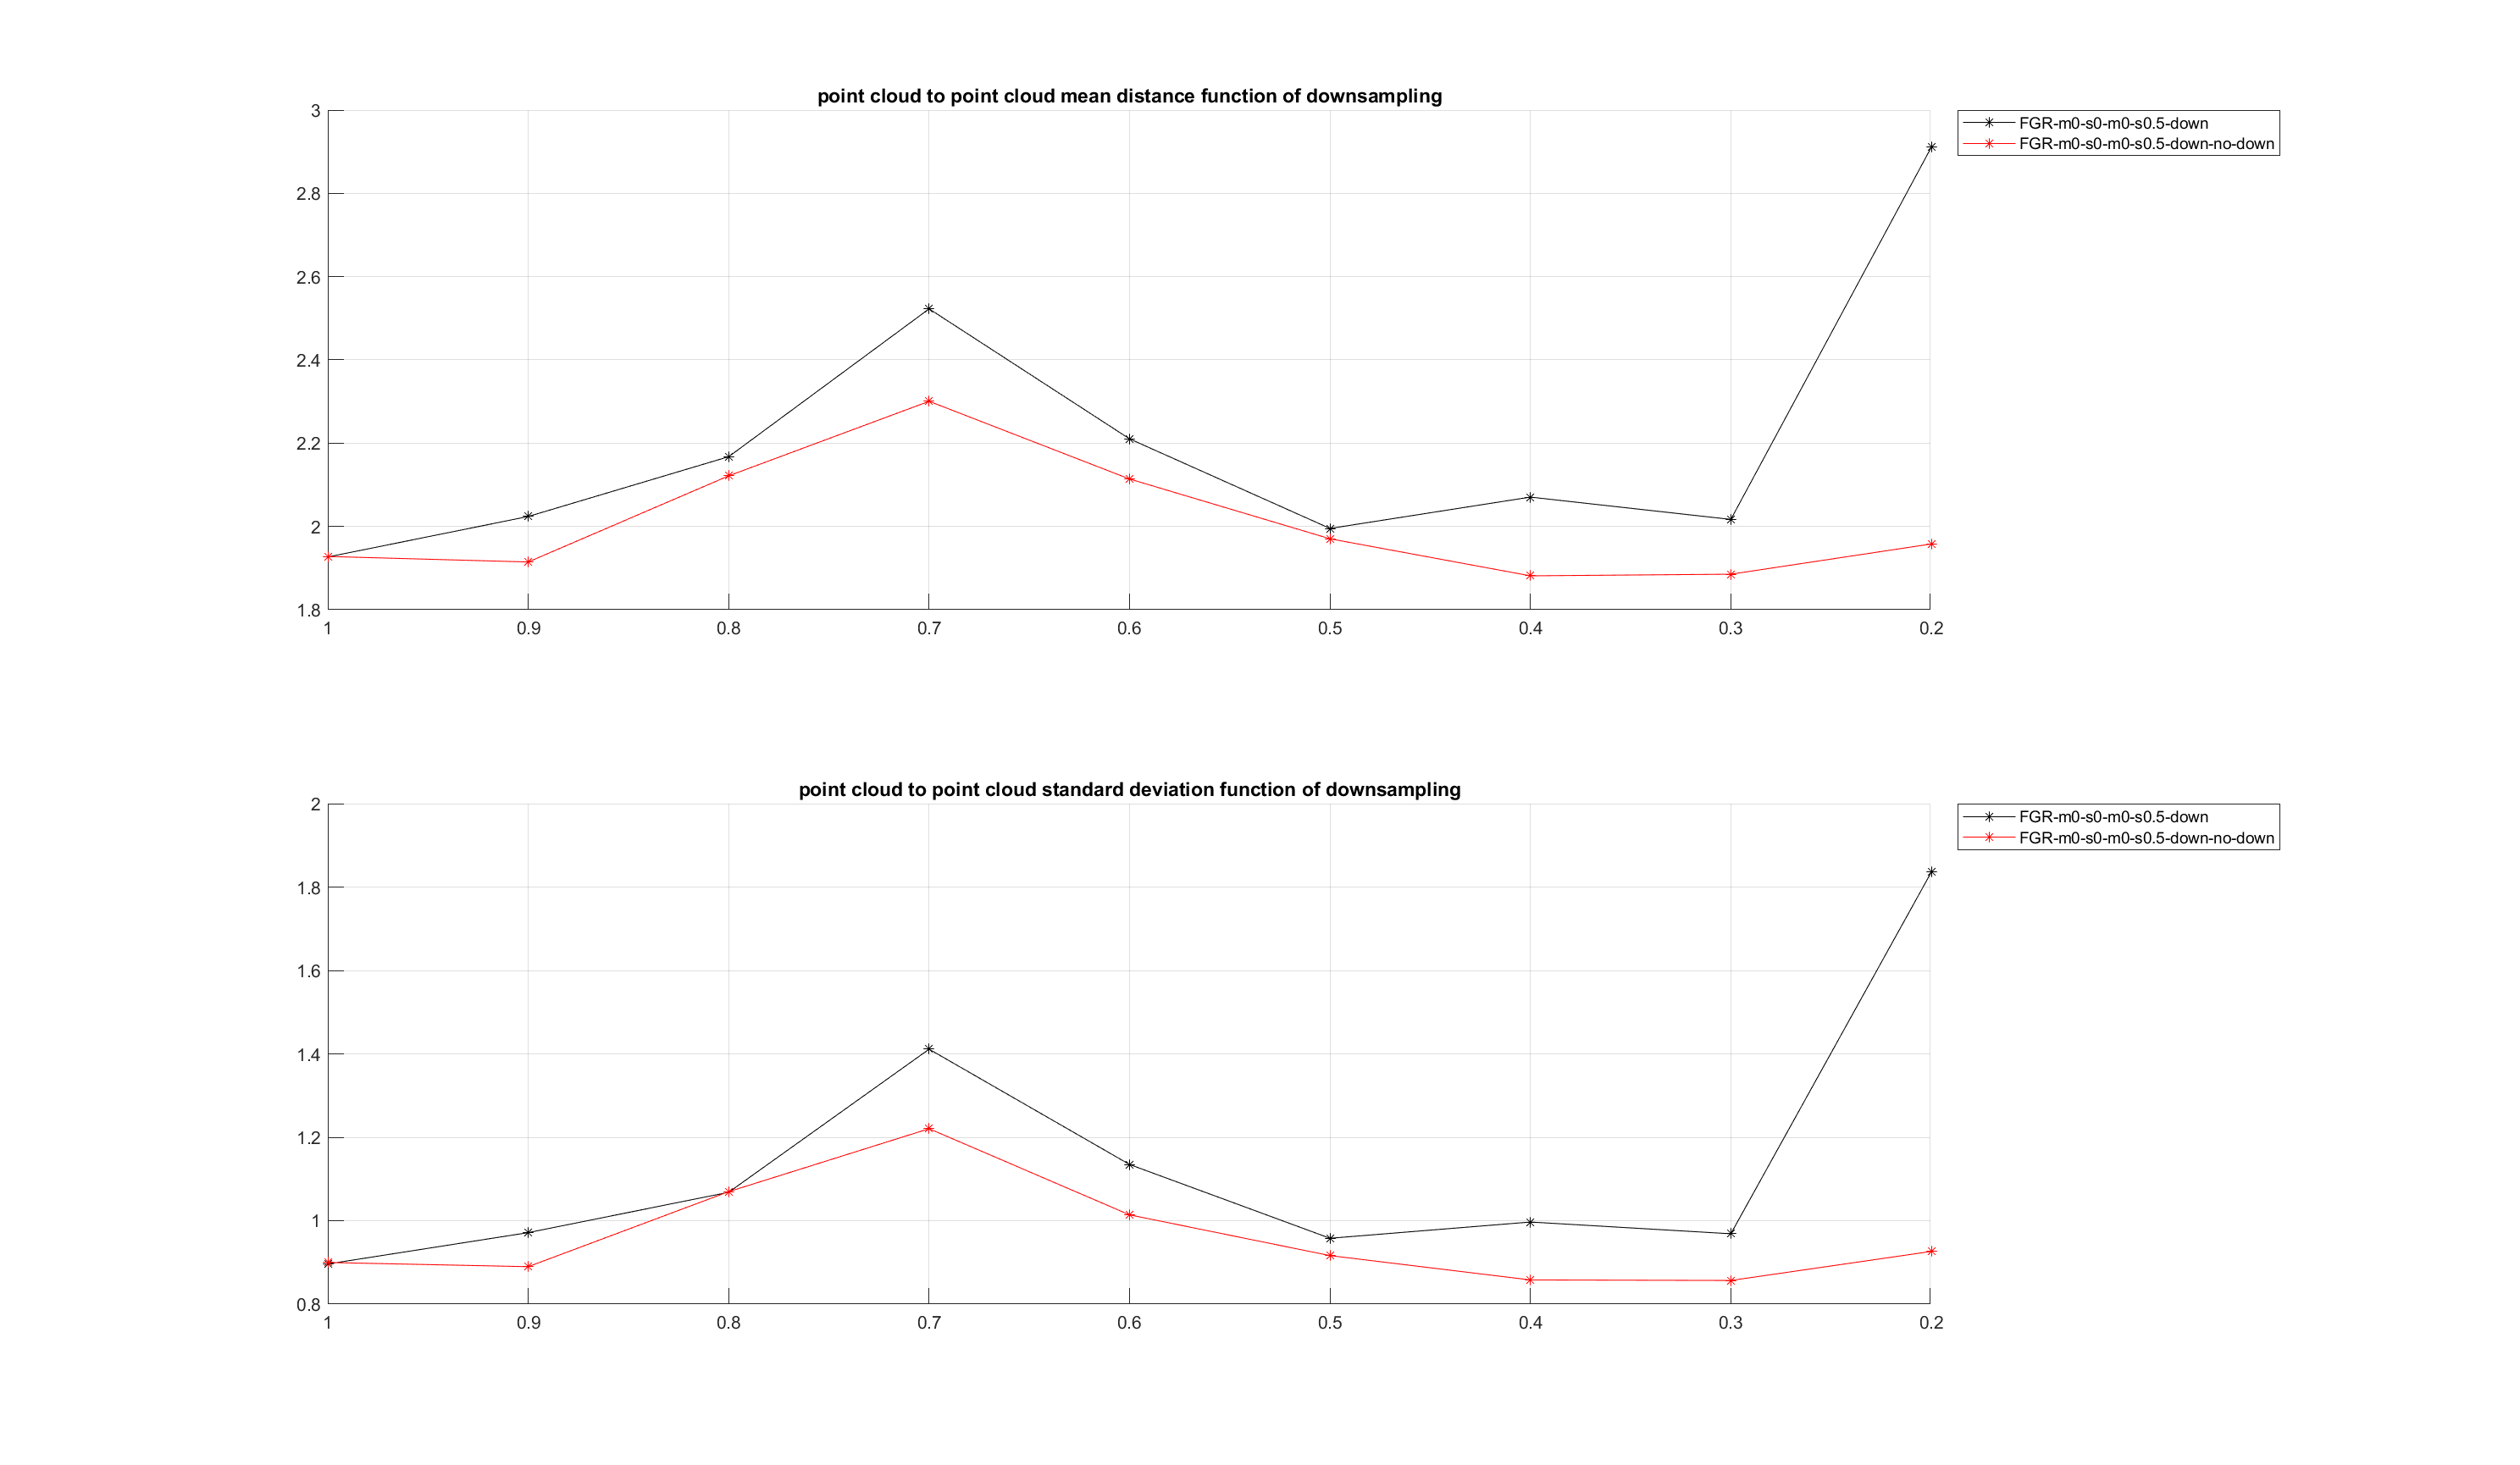 point cloud to point cloud mean distance function of downsampling
3
2.8
2.6
2.4
2.2
2
1.8
1 0.9 0.8 0.7 0.6 0.5 0.4 0.3 0.2
FGR-m0-s0-m0-s0.5-down
FGR-m0-s0-m0-s0.5-down-no-down
point cloud to point cloud standard deviation function of downsampling
2
1.8
1.6
1.4
1.2
1
0.8
1 0.9 0.8 0.7 0.6 0.5 0.4 0.3 0.2
FGR-m0-s0-m0-s0.5-down
FGR-m0-s0-m0-s0.5-down-no-down